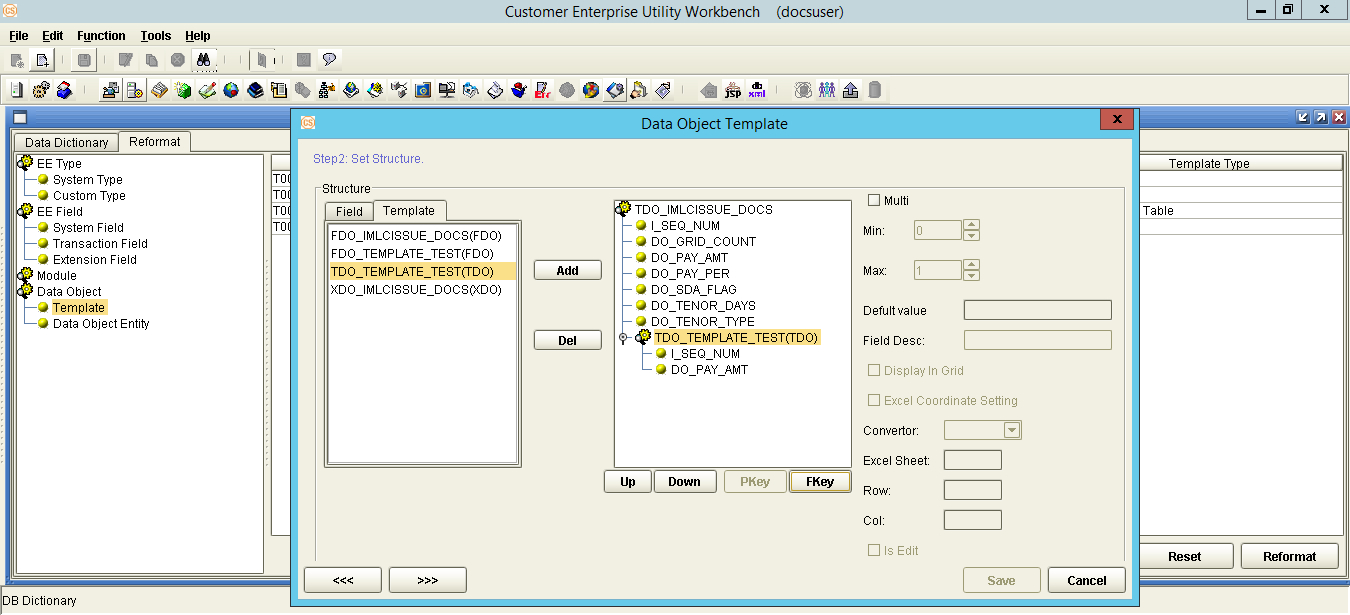 Customer Enterprise Utility Workbench (docsuser)
File Edit Function Tools Help
Data Dictionary Reformat
EE Type
System Type
Custom Type
EE Field
System Field
Transaction Field
Extension Field
Module
Data Object
Template
Data Object Entity
T00
T00
T00
T00
Data Object Template
Step2: Set Structure.
Structure
Field Template
FDO_IMLCISSUE_DOCS(FDO)
FDO_TEMPLATE_TEST(FDO)
TDO_TEMPLATE_TEST(TDO)
XDO_IMLCISSUE_DOCS(XDO)
Add
Del
TDO_IMLCISSUE_DOCS
I_SEQ_NUM
DO_GRID_COUNT
DO_PAY_AMT
DO_PAY_PER
DO_SDA_FLAG
DO_TENOR_DAYS
DO_TENOR_TYPE
TDO_TEMPLATE_TEST(TDO)
I_SEQ_NUM
DO_PAY_AMT
Up Down PKey FKey
Multi
Min: 0
Max: 1
Defult value
Field Desc:
Display In Grid
Excel Coordinate Setting
Convertor:
Excel Sheet:
Row:
Col:
Is Edit
<<< >>> Save Cancel
Template Type
Table
Reset Reformat
DB Dictionary